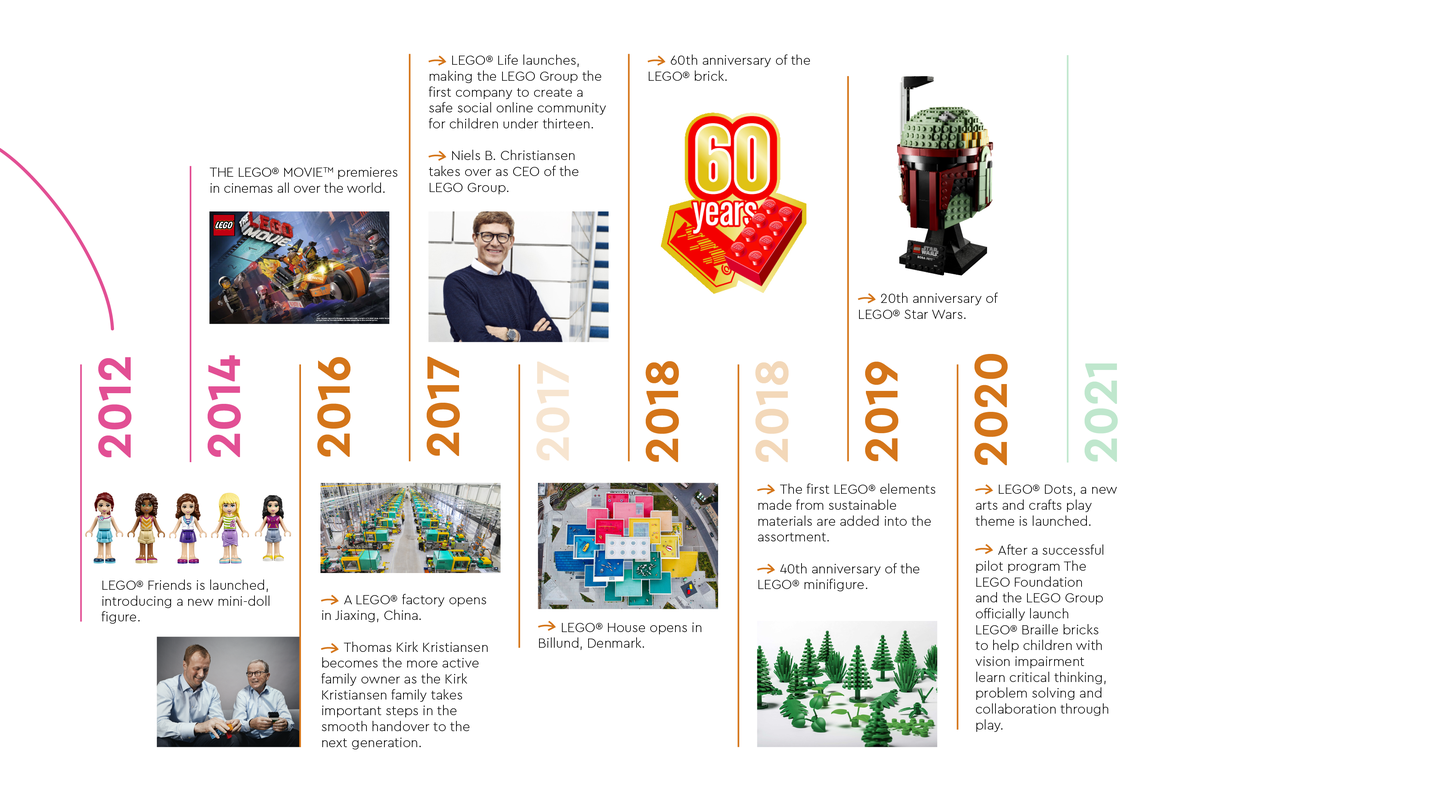 2012
LEGO® Friends is launched,
introducing a new mini-doll
figure.
THE LEGO® MOVIE™ premieres
in cinemas all over the world.
LEGO
THE
LEGO
MOVIE
2014
2016
→ A LEGO® factory opens
in Jiaxing, China.
→ Thomas Kirk Kristiansen
becomes the more active
family owner as the Kirk
Kristiansen family takes
important steps in the
smooth handover to the
next generation.
→ LEGO® Life launches,
making the LEGO Group the
first company to create a
safe social online community
for children under thirteen.
→ Niels B. Christiansen
takes over as CEO of the
LEGO Group.
2017
2017
→ LEGO® House opens in
Billund, Denmark.
→ 60th anniversary of the
LEGO® brick.
60
years
2018
2018
→ The first LEGO® elements
made from sustainable
materials are added into the
assortment.
→ 40th anniversary of the
LEGO® minifigure.
STAR
WARS
→ 20th anniversary of
LEGO® Star Wars.
2019
2020
→ LEGO® Dots, a new
arts and crafts play
theme is launched.
→ After a successful
pilot program The
LEGO Foundation
and the LEGO Group
officially launch
LEGO® Braille bricks
to help children with
vision impairment
learn critical thinking,
problem solving and
collaboration through
play.
2021